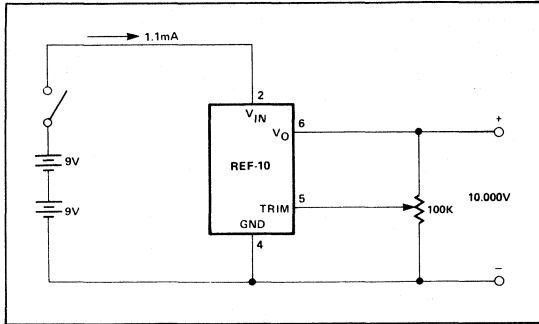 1.1mA
2
VIN
VO
6
+
REF-10
9V
9V
TRIM
5
100K
10.000V
GND
4
−